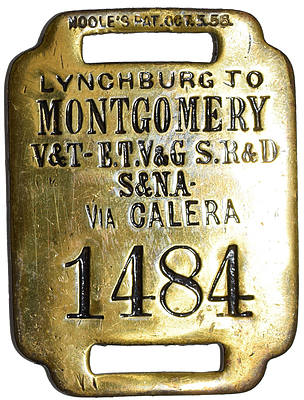 HOOLE'S PAT. OCT. 5. 58.
LYNCHBURG TO
MONTGOMERY
V&T- E.T.V&G S.R&D
S&NA-
VIA CALERA
1484